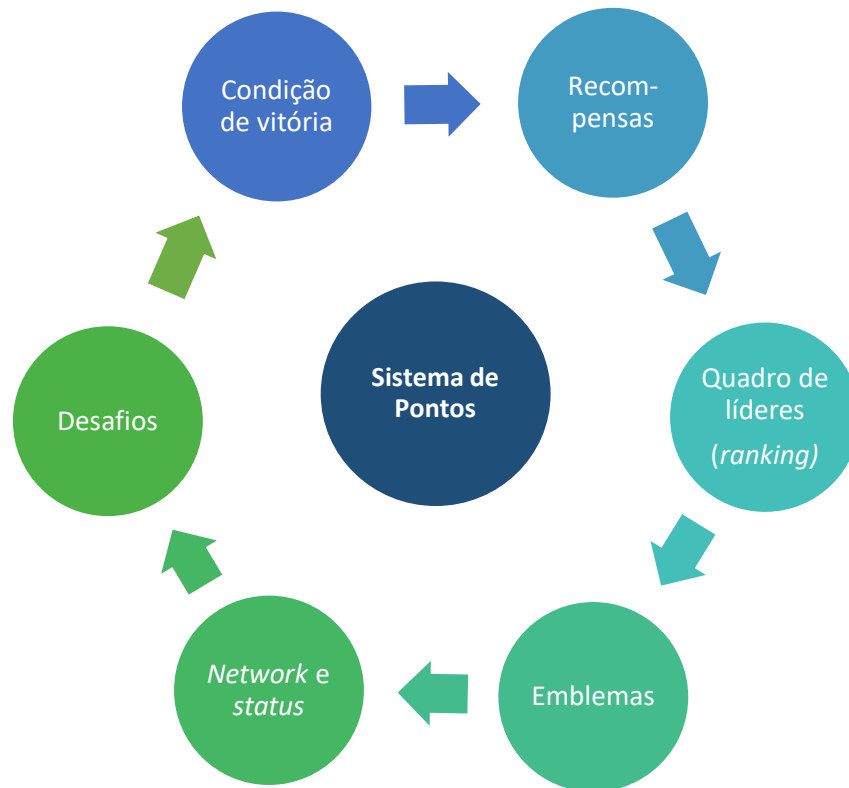 Condição
de vitória
Recom-
pensas
Quadro de
líderes
(ranking)
Emblemas
Network e
status
Desafios
Sistema de
Pontos